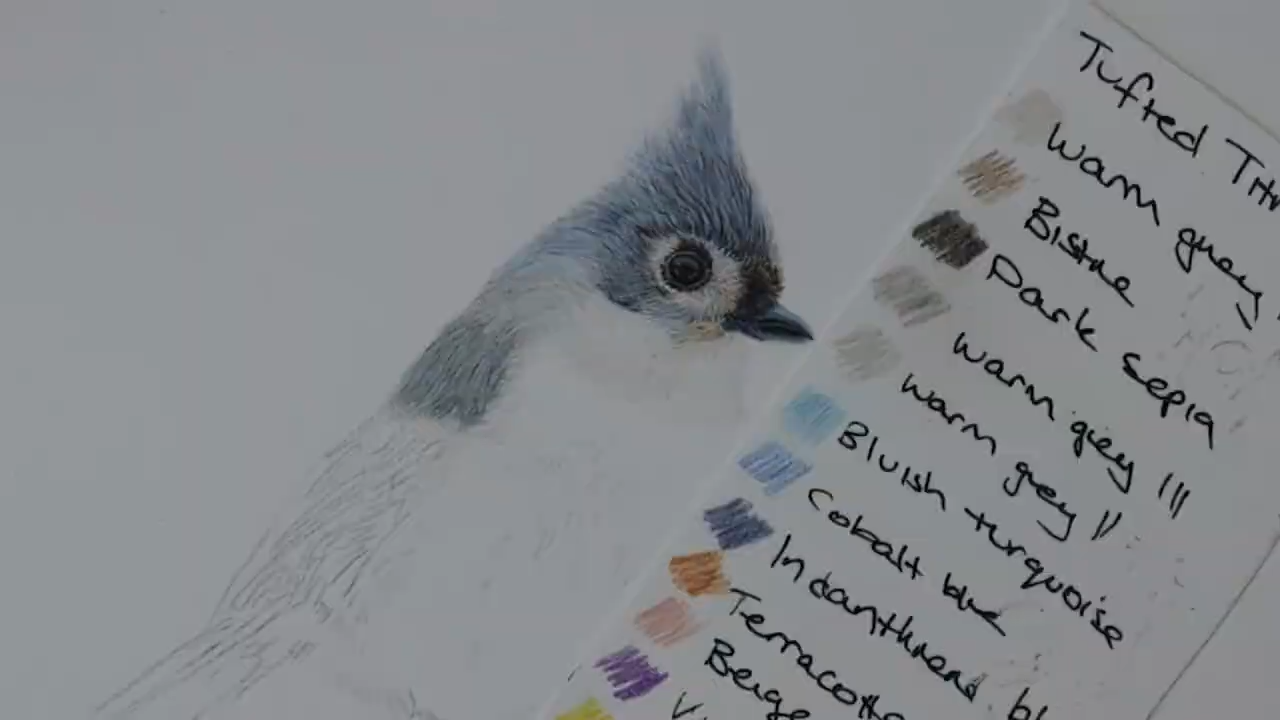 Tufted
warm grey
Bistre
Dark sepia
warm grey III
warm grey II
Bluish turquoise
Cobalt blue
Indanthrene bl
Terracotta
Beige